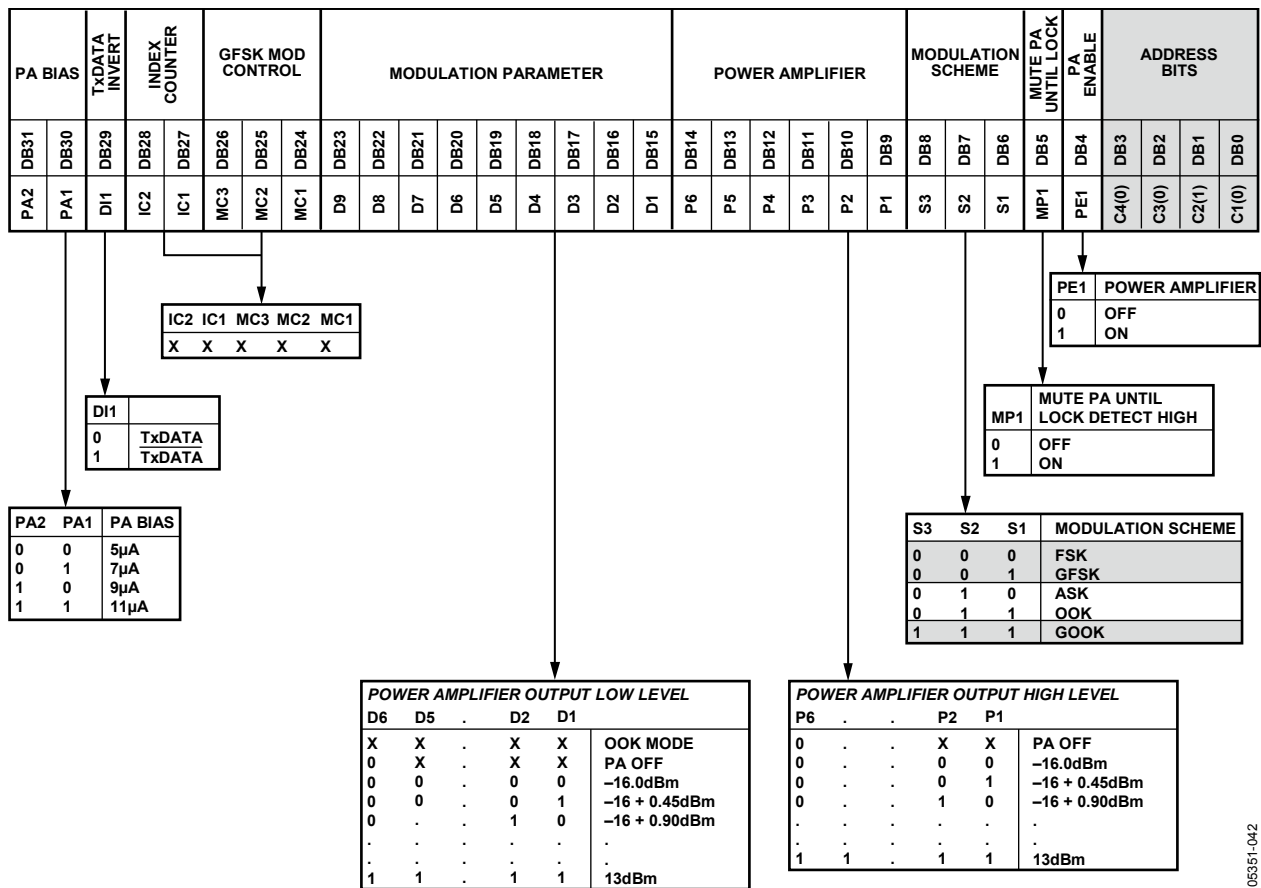 PA BIAS
TxDATA
INVERT
INDEX
COUNTER
GFSK MOD
CONTROL
MODULATION PARAMETER
POWER AMPLIFIER
MODULATION
SCHEME
MUTE PA
UNTIL LOCK
PA
ENABLE
ADDRESS
BITS
DB31 DB30 DB29 DB28 DB27 DB26 DB25 DB24 DB23 DB22 DB21 DB20 DB19 DB18 DB17 DB16 DB15 DB14 DB13 DB12 DB11 DB10 DB9 DB8 DB7 DB6 DB5 DB4 DB3 DB2 DB1 DB0
PA2 PA1 DI1 IC2 IC1 MC3 MC2 MC1 D9 D8 D7 D6 D5 D4 D3 D2 D1 P6 P5 P4 P3 P2 P1 S3 S2 S1 MP1 PE1 C4(0) C3(0) C2(1) C1(0)
PE1 POWER AMPLIFIER
0 OFF
1 ON
IC2 IC1 MC3 MC2 MC1
X X X X X
MUTE PA UNTIL
MP1 LOCK DETECT HIGH
0 OFF
1 ON
DI1
0 TxDATA
1 TxDATA
PA2 PA1 PA BIAS
0 0 5µA
0 1 7µA
1 0 9µA
1 1 11µA
S3 S2 S1 MODULATION SCHEME
0 0 0 FSK
0 0 1 GFSK
0 1 0 ASK
0 1 1 OOK
1 1 1 GOOK
POWER AMPLIFIER OUTPUT LOW LEVEL
D6 D5 . D2 D1
X X . X X OOK MODE
0 X . X X PA OFF
0 0 . 0 0 –16.0dBm
0 0 . 0 1 –16 + 0.45dBm
0 . . 1 0 –16 + 0.90dBm
. . . . . .
. . . . . .
1 1 . 1 1 13dBm
POWER AMPLIFIER OUTPUT HIGH LEVEL
P6 . . P2 P1
0 . . X X PA OFF
0 . . 0 0 –16.0dBm
0 . . 0 1 –16 + 0.45dBm
0 . . 1 0 –16 + 0.90dBm
. . . . . .
. . . . . .
1 1 . 1 1 13dBm
05351-042